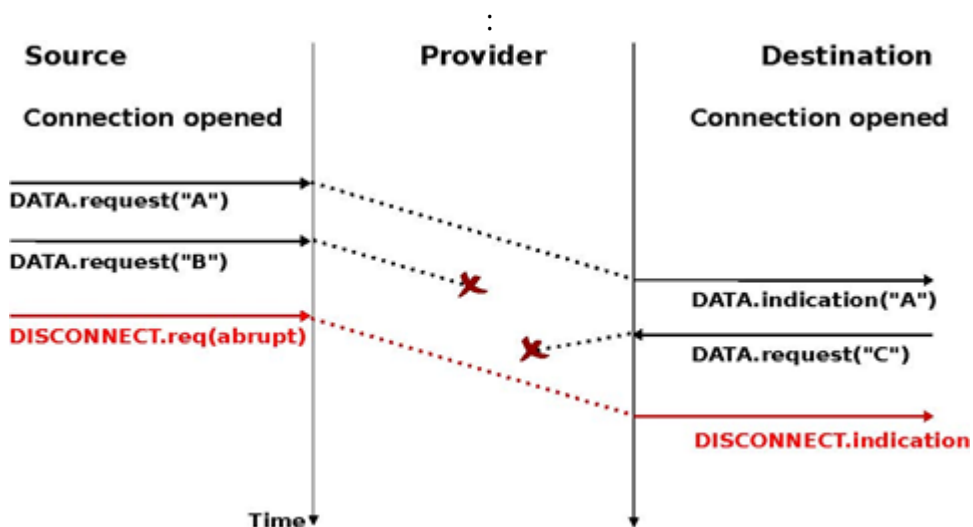 :
Source Provider Destination
Connection opened Connection opened
DATA.request("A")
DATA.request("B")
DATA.indication("A")
DISCONNECT.req(abrupt)
DATA.request("C")
DISCONNECT.indication
Time